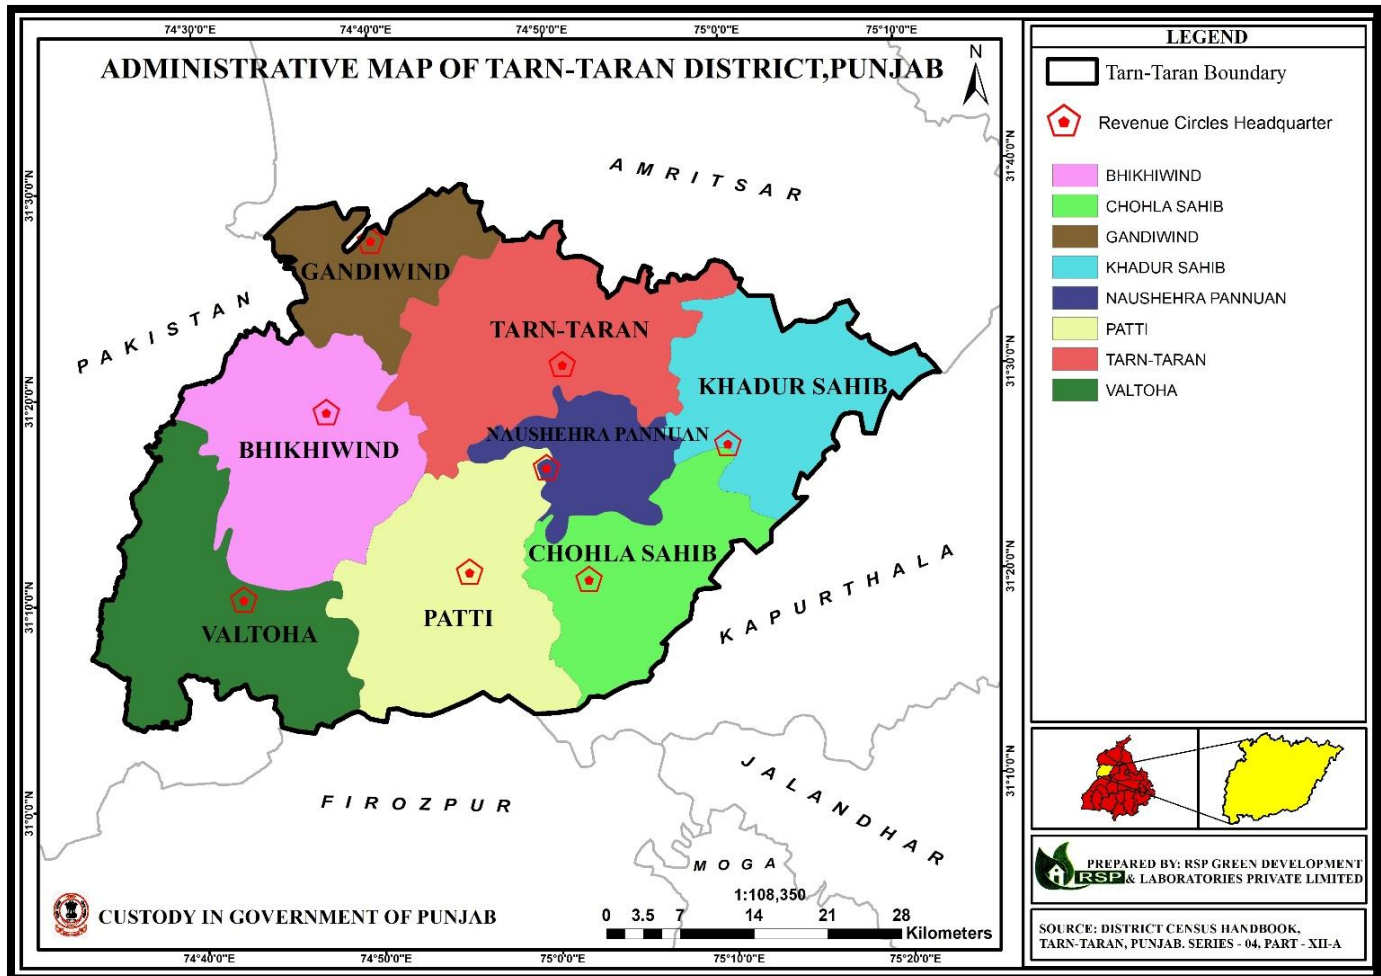 74°30'0"E 74°40'0"E 74°50'0"E 75°0'0"E 75°10'0"E
ADMINISTRATIVE MAP OF TARN-TARAN DISTRICT,PUNJAB
N
31°30'0"N
31°20'0"N
31°10'0"N
31°0'0"N
31°40'0"N
31°30'0"N
31°20'0"N
31°10'0"N
AMRITSAR
PAKISTAN
GANDIWIND
TARN-TARAN
KHADUR SAHIB
NAUSHEHRA PANNUAN
BHIKHIWIND
CHOHLA SAHIB
PATTI
VALTOHA
KAPURTHALA
JALANDHAR
FIROZPUR
MOGA
1:108,350
0 3.5 7 14 21 28
Kilometers
CUSTODY IN GOVERNMENT OF PUNJAB
74°40'0"E 74°50'0"E 75°0'0"E 75°10'0"E 75°20'0"E
LEGEND
Tarn-Taran Boundary
Revenue Circles Headquarter
BHIKHIWIND
CHOHLA SAHIB
GANDIWIND
KHADUR SAHIB
NAUSHEHRA PANNUAN
PATTI
TARN-TARAN
VALTOHA
RSP
PREPARED BY: RSP GREEN DEVELOPMENT
& LABORATORIES PRIVATE LIMITED
SOURCE: DISTRICT CENSUS HANDBOOK,
TARN-TARAN, PUNJAB. SERIES - 04, PART - XII-A